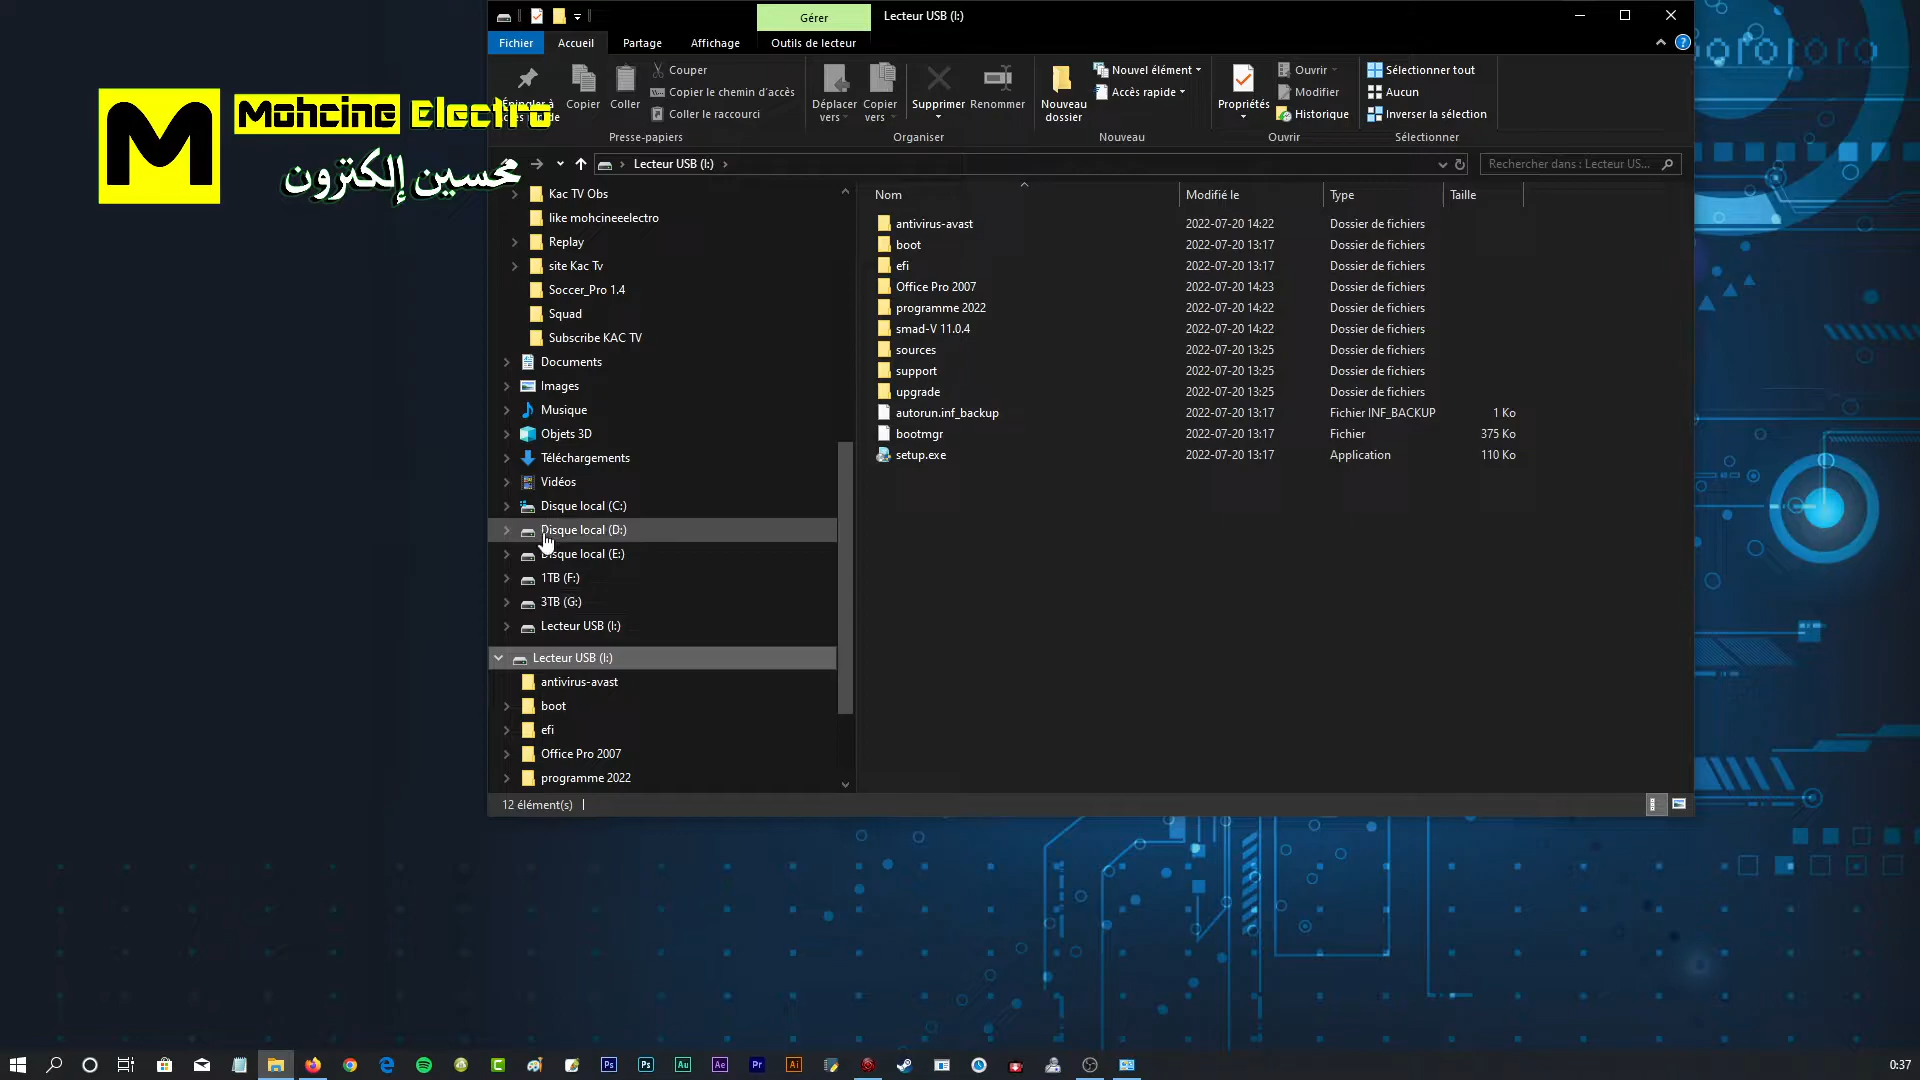 Gérer
Lecteur USB (I:)
Fichier
Accueil
Partage
Affichage
Outils de lecteur
Copier
Coller
Couper
Copier le chemin d'accès
Coller le raccourci
Presse-papiers
Déplacer vers
Copier vers
Supprimer
Renommer
Organiser
Nouveau dossier
Nouvel élément
Accès rapide
Nouveau
Propriétés
Ouvrir
Modifier
Historique
Ouvrir
Sélectionner tout
Aucun
Inverser la sélection
Sélectionner
M Mohcine Electro
محسين إلكترون
Lecteur USB (I:)
Rechercher dans : Lecteur US...
Kac TV Obs
like mohcineeelectro
Replay
site Kac Tv
Soccer_Pro 1.4
Squad
Subscribe KAC TV
Documents
Images
Musique
Objets 3D
Téléchargements
Vidéos
Disque local (C:)
Disque local (D:)
Disque local (E:)
1TB (F:)
3TB (G:)
Lecteur USB (I:)
Lecteur USB (I:)
antivirus-avast
boot
efi
Office Pro 2007
programme 2022
Nom Modifié le Type Taille
antivirus-avast 2022-07-20 14:22 Dossier de fichiers
boot 2022-07-20 13:17 Dossier de fichiers
efi 2022-07-20 13:17 Dossier de fichiers
Office Pro 2007 2022-07-20 14:23 Dossier de fichiers
programme 2022 2022-07-20 14:22 Dossier de fichiers
smad-V 11.0.4 2022-07-20 14:22 Dossier de fichiers
sources 2022-07-20 13:25 Dossier de fichiers
support 2022-07-20 13:25 Dossier de fichiers
upgrade 2022-07-20 13:25 Dossier de fichiers
autorun.inf_backup 2022-07-20 13:17 Fichier INF_BACKUP 1 Ko
bootmgr 2022-07-20 13:17 Fichier 375 Ko
setup.exe 2022-07-20 13:17 Application 110 Ko
12 élément(s)
Ps
Ps
Au
Ae
Pr
Ai
0:37